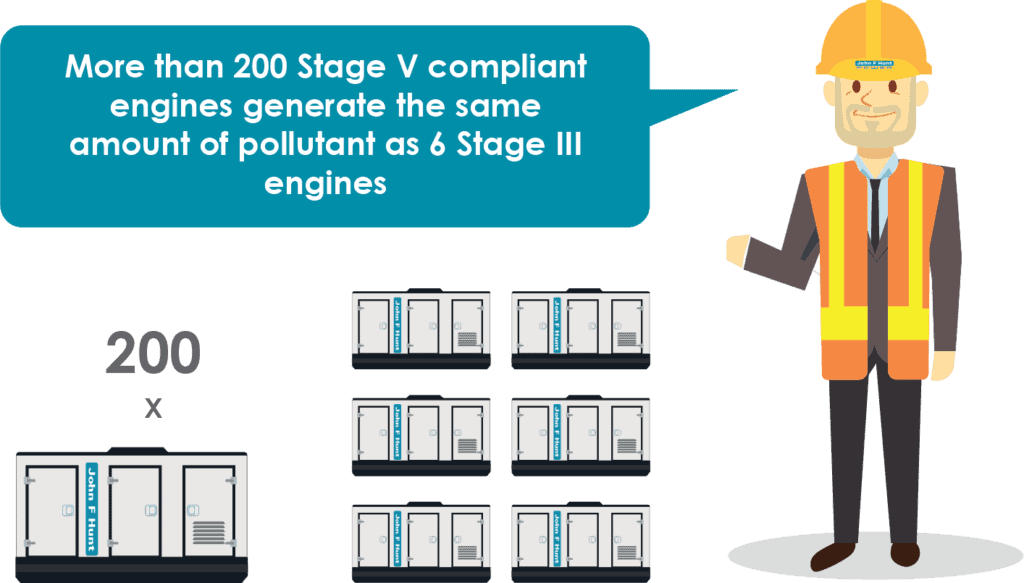 More than 200 Stage V compliant
engines generate the same
amount of pollutant as 6 Stage III
engines
John F Hunt
200
x
John F Hunt
John F Hunt
John F Hunt
John F Hunt
John F Hunt
John F Hunt
John F Hunt